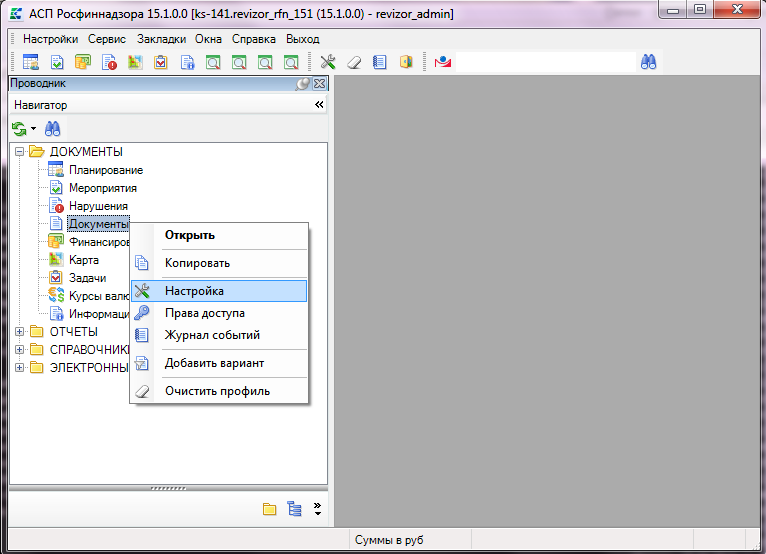 АСП Росфиннадзора 15.1.0.0 [ks-141.revizor_rfn_151 (15.1.0.0) - revizor_admin]
Настройки Сервис Закладки Окна Справка Выход
Проводник
Навигатор
ДОКУМЕНТЫ
Планирование
Мероприятия
Нарушения
Документы
Финансиров
Карта
Задачи
Курсы валю
Информаци
ОТЧЕТЫ
СПРАВОЧНИКИ
ЭЛЕКТРОННЫ
Открыть
Копировать
Настройка
Права доступа
Журнал событий
Добавить вариант
Очистить профиль
Суммы в руб